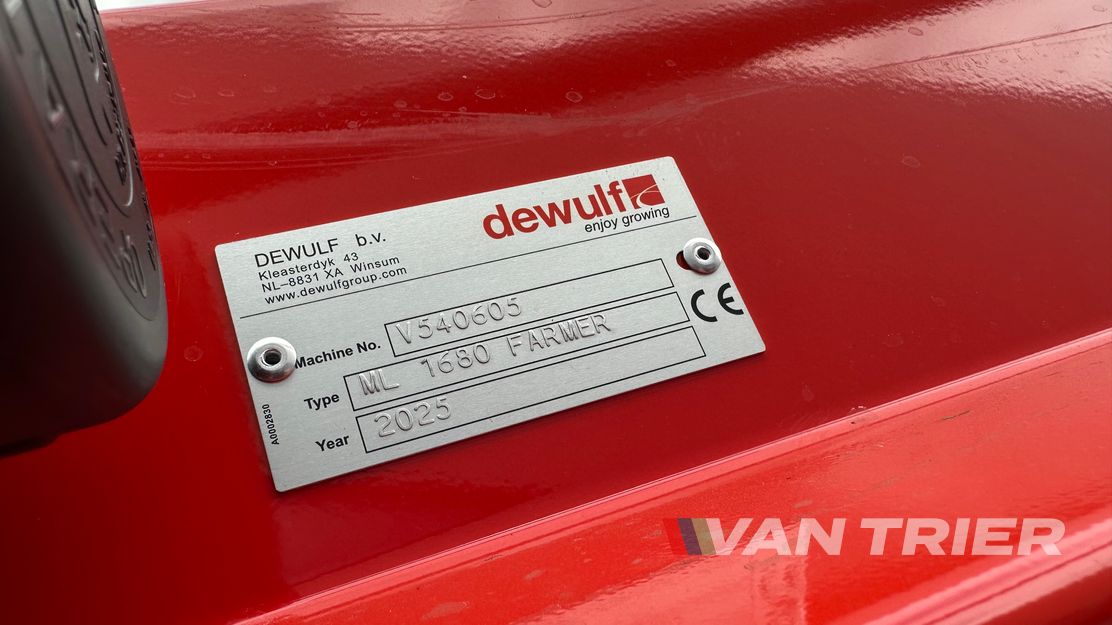 dewulf
enjoy growing
DEWULF b.v.
Kleasterdyk 43
NL-8831 XA Winsum
www.dewulfgroup.com
CE
Machine No. V540605
Type ML 1680 FARMER
Year 2025
A0002830
VAN TRIER